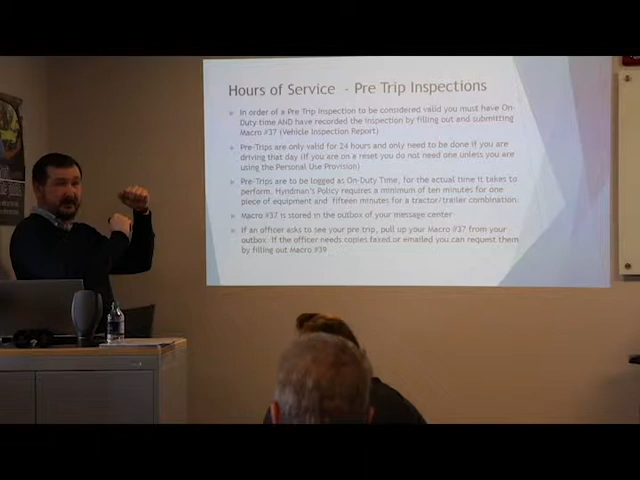 Hours of Service - Pre Trip Inspections
In order of a Pre Trip Inspection to be considered valid you must have On-
Duty time AND have recorded the inspection by filling out and submitting
Macro #37 (Vehicle Inspection Report)
Pre-Trips are only valid for 24 hours and only need to be done if you are
driving that day (If you are on a reset you do not need one unless you are
using the Personal Use Provision)
Pre-Trips are to be logged as On-Duty Time, for the actual time it takes to
perform. Hyndman's Policy requires a minimum of ten minutes for one
piece of equipment and fifteen minutes for a tractor/trailer combination.
Macro #37 is stored in the outbox of your message center
If an officer asks to see your pre trip, pull up your Macro #37 from your
outbox. If the officer needs copies faxed or emailed you can request them
by filling out Macro #39